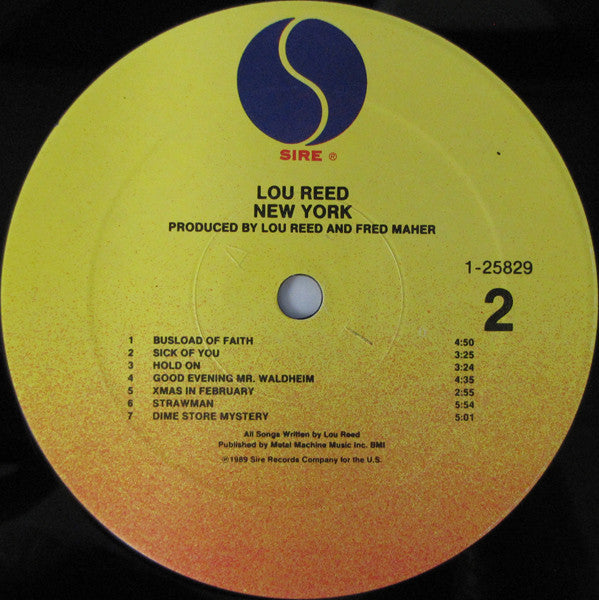 SIRE ®
LOU REED
NEW YORK
PRODUCED BY LOU REED AND FRED MAHER
1-25829
2
1 BUSLOAD OF FAITH 4:50
2 SICK OF YOU 3:25
3 HOLD ON 3:24
4 GOOD EVENING MR. WALDHEIM 4:35
5 XMAS IN FEBRUARY 2:55
6 STRAWMAN 5:54
7 DIME STORE MYSTERY 5:01
All Songs Written by Lou Reed
Published by Metal Machine Music Inc. BMI
℗1989 Sire Records Company for the U.S.